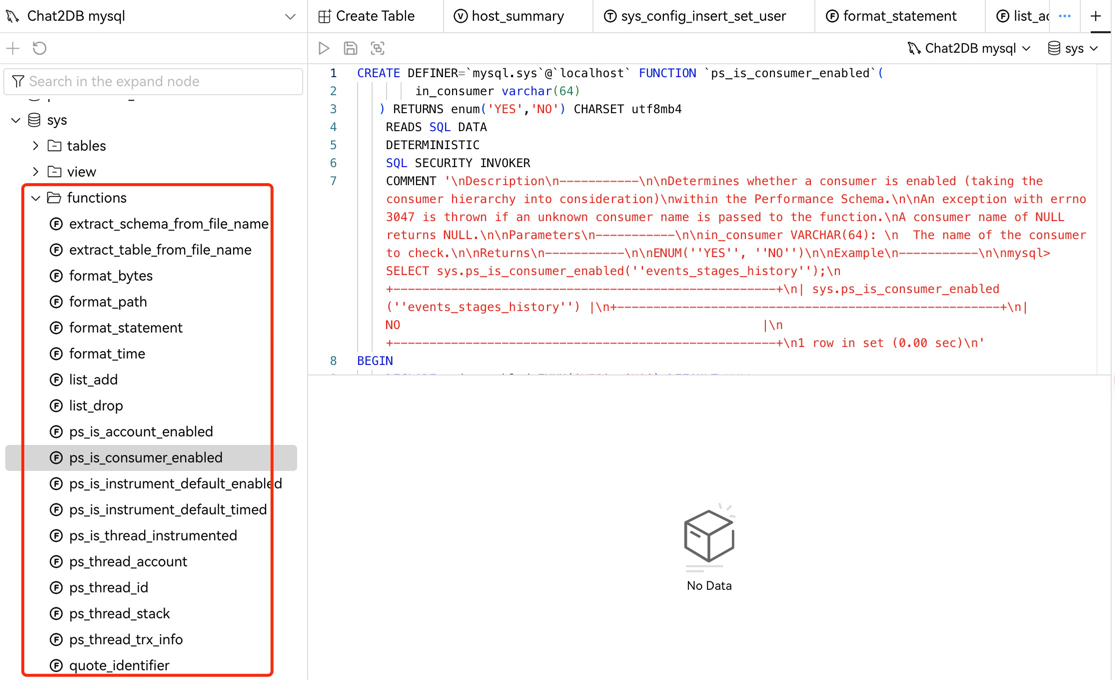 Chat2DB mysql
Create Table
host_summary
sys_config_insert_set_user
format_statement
list_ac
Chat2DB mysql
sys
Search in the expand node
sys
tables
view
functions
extract_schema_from_file_name
extract_table_from_file_name
format_bytes
format_path
format_statement
format_time
list_add
list_drop
ps_is_account_enabled
ps_is_consumer_enabled
ps_is_instrument_default_enabled
ps_is_instrument_default_timed
ps_is_thread_instrumented
ps_thread_account
ps_thread_id
ps_thread_stack
ps_thread_trx_info
quote_identifier
1 CREATE DEFINER=`mysql.sys`@`localhost` FUNCTION `ps_is_consumer_enabled`(
2 in_consumer varchar(64)
3 ) RETURNS enum('YES','NO') CHARSET utf8mb4
4 READS SQL DATA
5 DETERMINISTIC
6 SQL SECURITY INVOKER
7 COMMENT '\nDescription\n-----------\n\nDetermines whether a consumer is enabled (taking the
consumer hierarchy into consideration)\nwithin the Performance Schema.\n\nAn exception with errno
3047 is thrown if an unknown consumer name is passed to the function.\nA consumer name of NULL
returns NULL.\n\nParameters\n-----------\n\nin_consumer VARCHAR(64): \n  The name of the consumer
to check.\n\nReturns\n-----------\n\nENUM(''YES'', ''NO'')\n\nExample\n-----------\n\nmysql>
SELECT sys.ps_is_consumer_enabled(''events_stages_history'');\n
+-----------------------------------------------------+\n| sys.ps_is_consumer_enabled
(''events_stages_history'') |\n+-----------------------------------------------------+\n|
NO |\n
+-----------------------------------------------------+\n1 row in set (0.00 sec)\n'
8 BEGIN
No Data